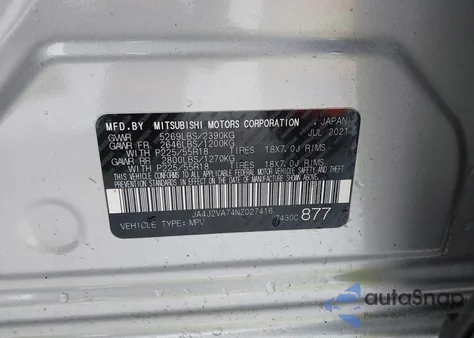 MFD.BY MITSUBISHI MOTORS CORPORATION JAPAN
GVWR 5269LBS/2390KG JUL 2021
GAWR FR 2646LBS/1200KG
WITH P225/55R18 TIRES 18X7.0J RIMS
GAWR RR 2800LBS/1270KG
WITH P225/55R18 TIRES 18X7.0J RIMS
THIS VEHICLE CONFORMS TO ALL APPLICABLE
FEDERAL MOTOR VEHICLE SAFETY AND
THEFT PREVENTION STANDARDS IN EFFECT ON
THE DATE OF MANUFACTURE SHOWN ABOVE.
JA4J2VA74NZ027416
VEHICLE TYPE: MPV 877
autoSnap